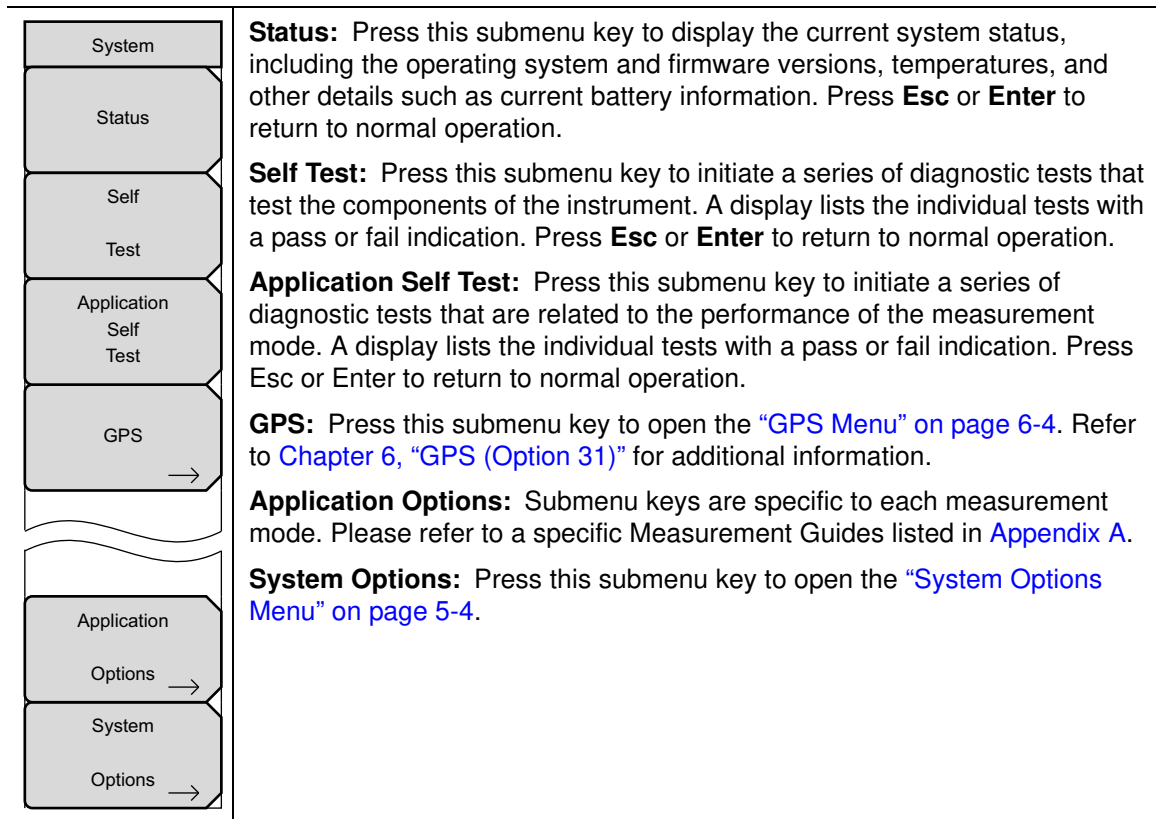 System
Status
Self
Test
Application
Self
Test
GPS
Application
Options
System
Options
Status: Press this submenu key to display the current system status,
including the operating system and firmware versions, temperatures, and
other details such as current battery information. Press Esc or Enter to
return to normal operation.
Self Test: Press this submenu key to initiate a series of diagnostic tests that
test the components of the instrument. A display lists the individual tests with
a pass or fail indication. Press Esc or Enter to return to normal operation.
Application Self Test: Press this submenu key to initiate a series of
diagnostic tests that are related to the performance of the measurement
mode. A display lists the individual tests with a pass or fail indication. Press
Esc or Enter to return to normal operation.
GPS: Press this submenu key to open the “GPS Menu” on page 6-4. Refer
to Chapter 6, “GPS (Option 31)” for additional information.
Application Options: Submenu keys are specific to each measurement
mode. Please refer to a specific Measurement Guides listed in Appendix A.
System Options: Press this submenu key to open the “System Options
Menu” on page 5-4.